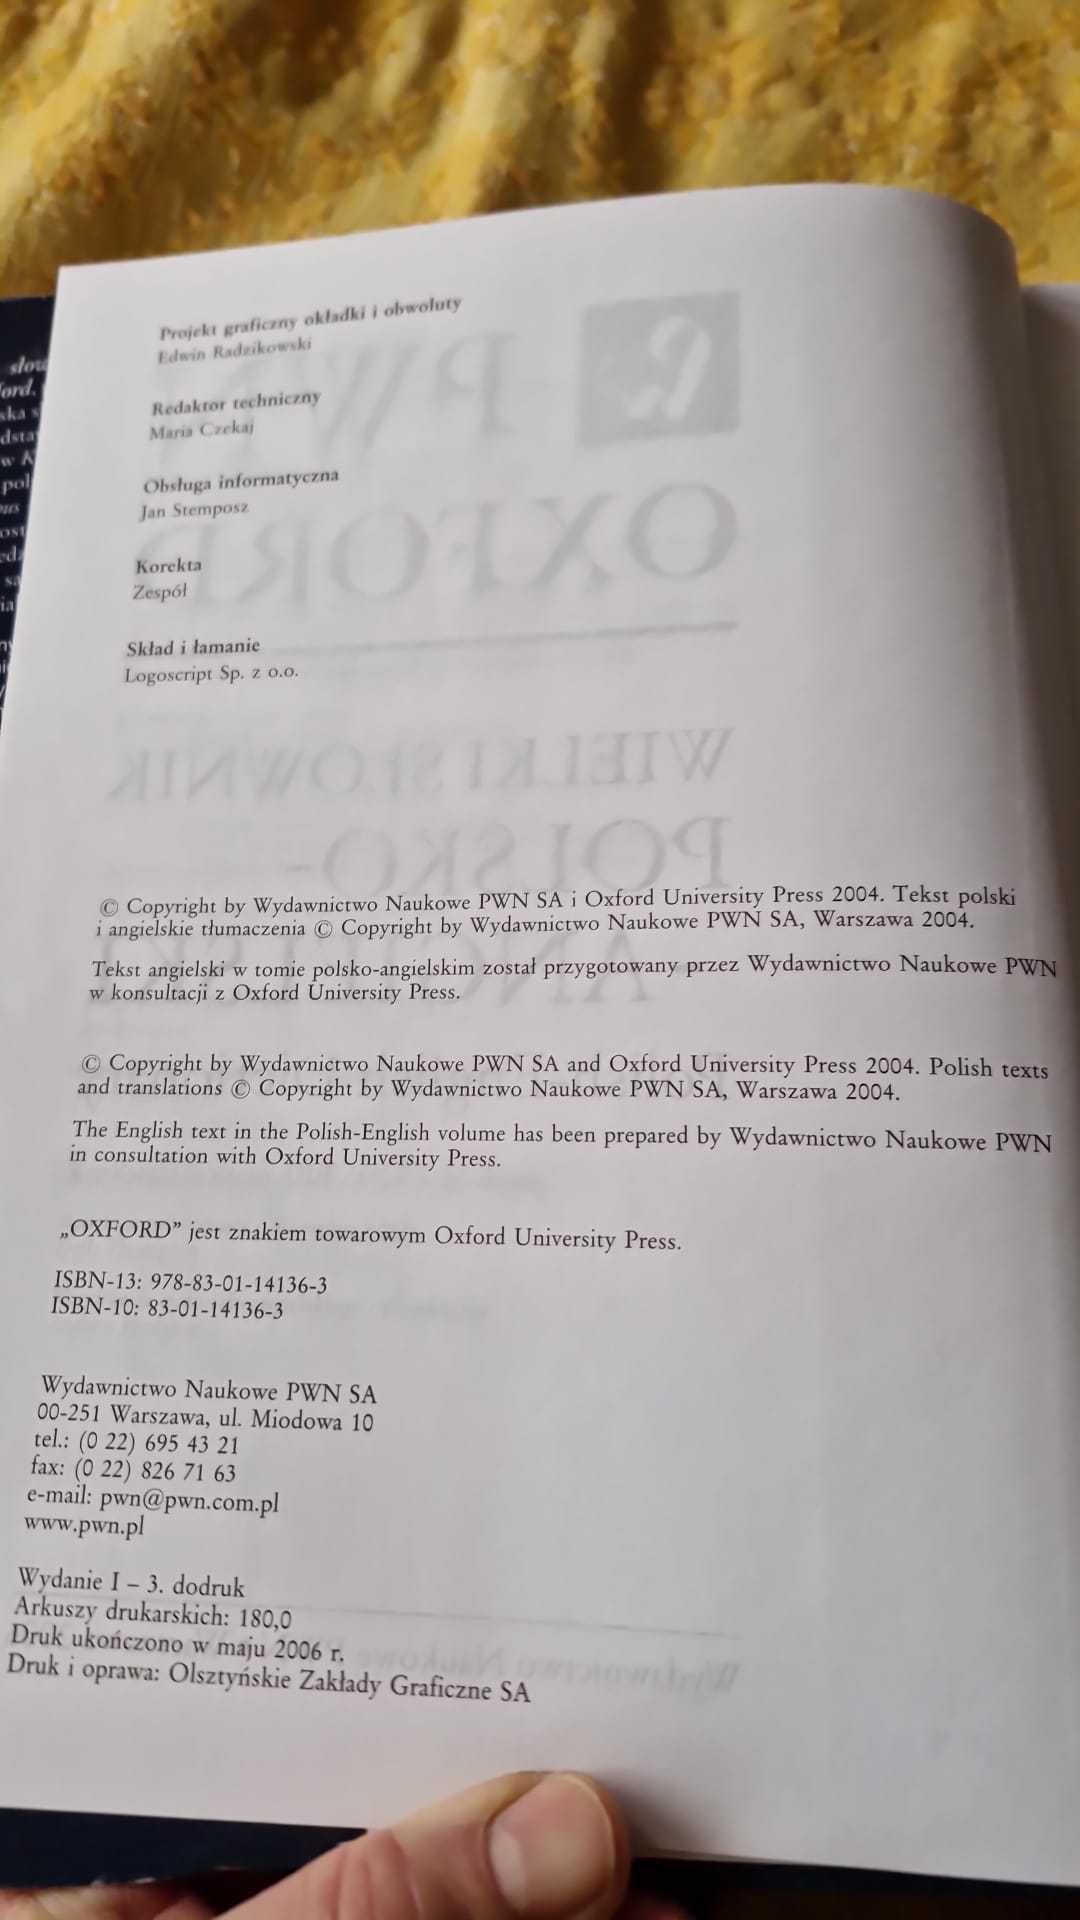 Projekt graficzny okładki i obwoluty
Edwin Radzikowski
Redaktor techniczny
Maria Czekaj
Obsługa informatyczna
Jan Stemposz
Korekta
Zespół
Skład i łamanie
Logoscript Sp. z o.o.
© Copyright by Wydawnictwo Naukowe PWN SA i Oxford University Press 2004. Tekst polski
i angielskie tłumaczenia © Copyright by Wydawnictwo Naukowe PWN SA, Warszawa 2004.
Tekst angielski w tomie polsko-angielskim został przygotowany przez Wydawnictwo Naukowe PWN
w konsultacji z Oxford University Press.
© Copyright by Wydawnictwo Naukowe PWN SA and Oxford University Press 2004. Polish texts
and translations © Copyright by Wydawnictwo Naukowe PWN SA, Warszawa 2004.
The English text in the Polish-English volume has been prepared by Wydawnictwo Naukowe PWN
in consultation with Oxford University Press.
„OXFORD” jest znakiem towarowym Oxford University Press.
ISBN-13: 978-83-01-14136-3
ISBN-10: 83-01-14136-3
Wydawnictwo Naukowe PWN SA
00-251 Warszawa, ul. Miodowa 10
tel.: (0 22) 695 43 21
fax: (0 22) 826 71 63
e-mail: pwn@pwn.com.pl
www.pwn.pl
Wydanie I – 3. dodruk
Arkuszy drukarskich: 180,0
Druk ukończono w maju 2006 r.
Druk i oprawa: Olsztyńskie Zakłady Graficzne SA